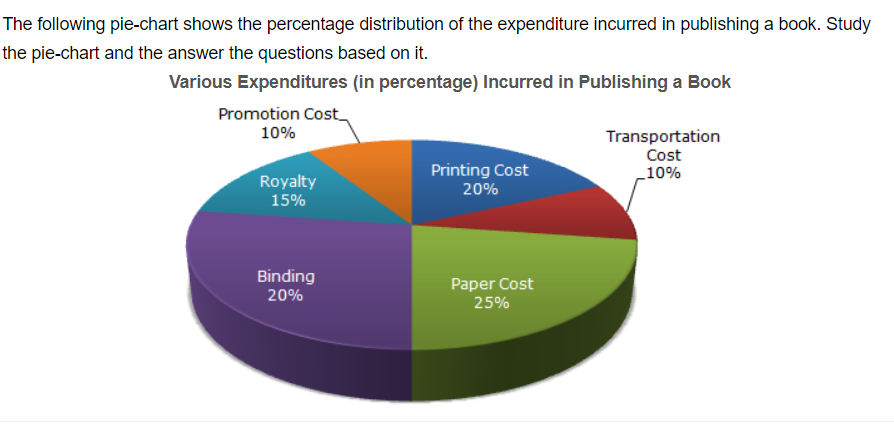 The following pie-chart shows the percentage distribution of the expenditure incurred in publishing a book. Study
the pie-chart and the answer the questions based on it.
Various Expenditures (in percentage) Incurred in Publishing a Book
Promotion Cost
10%
Transportation
Cost
10%
Printing Cost
20%
Royalty
15%
Binding
20%
Paper Cost
25%